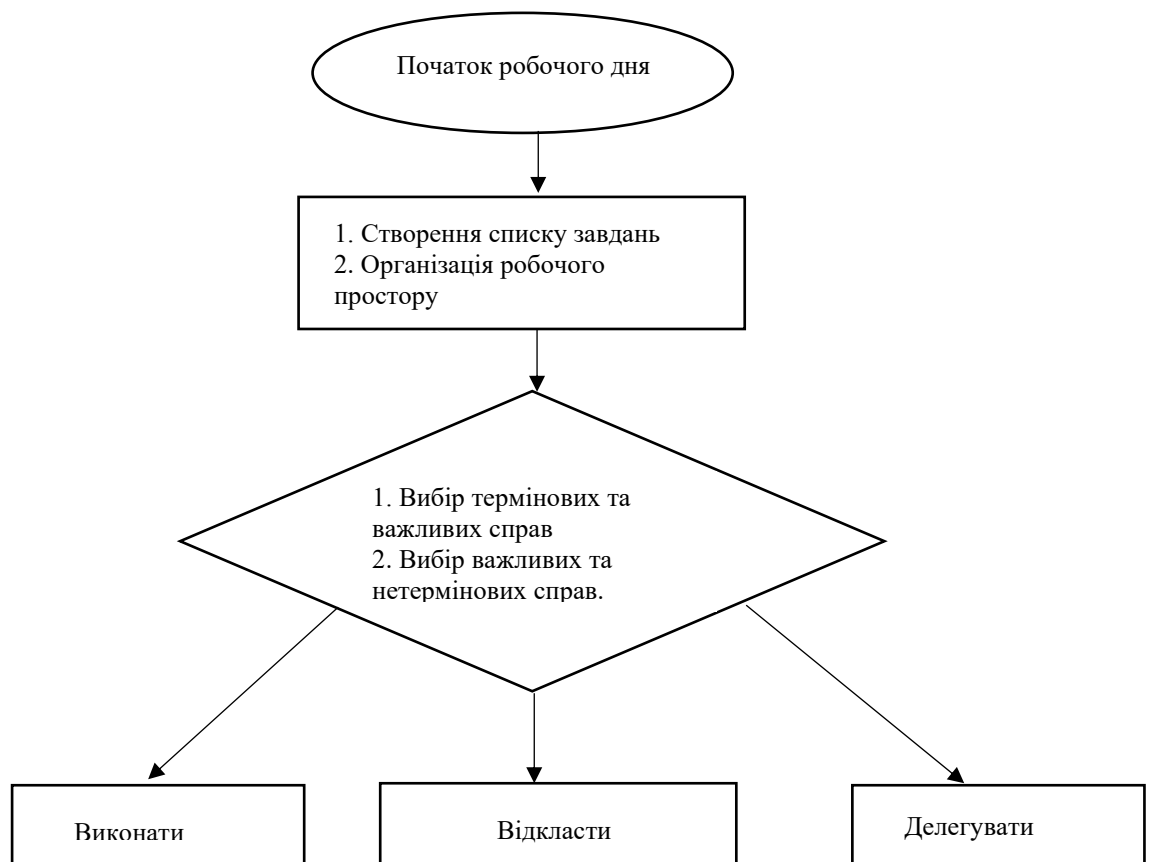 Початок робочого дня
1. Створення списку завдань
2. Організація робочого
простору
1. Вибір термінових та
важливих справ
2. Вибір важливих та
нетермінових справ.
Виконати
Відкласти
Делегувати